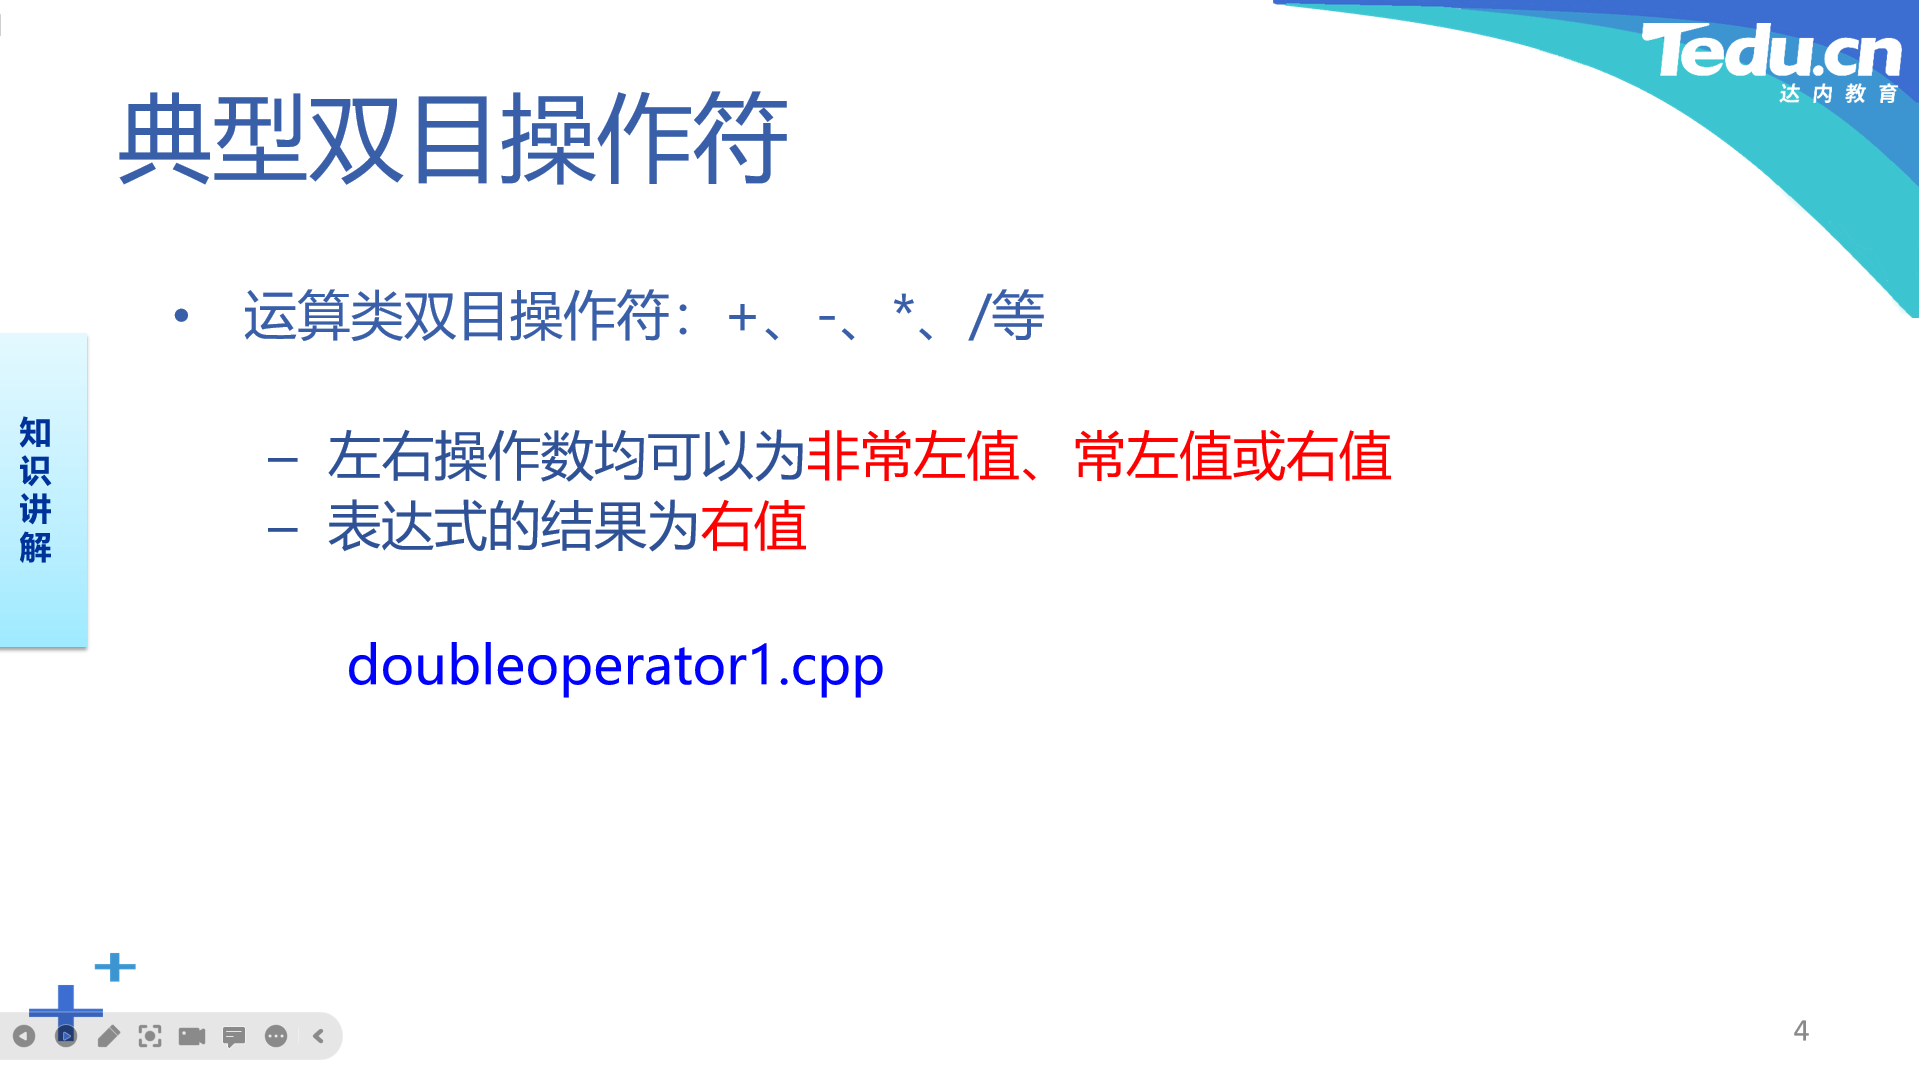 Tedu.cn
达内教育
典型双目操作符
• 运算类双目操作符：+、-、*、/等
– 左右操作数均可以为非常左值、常左值或右值
– 表达式的结果为右值
doubleoperator1.cpp
知识讲解
4